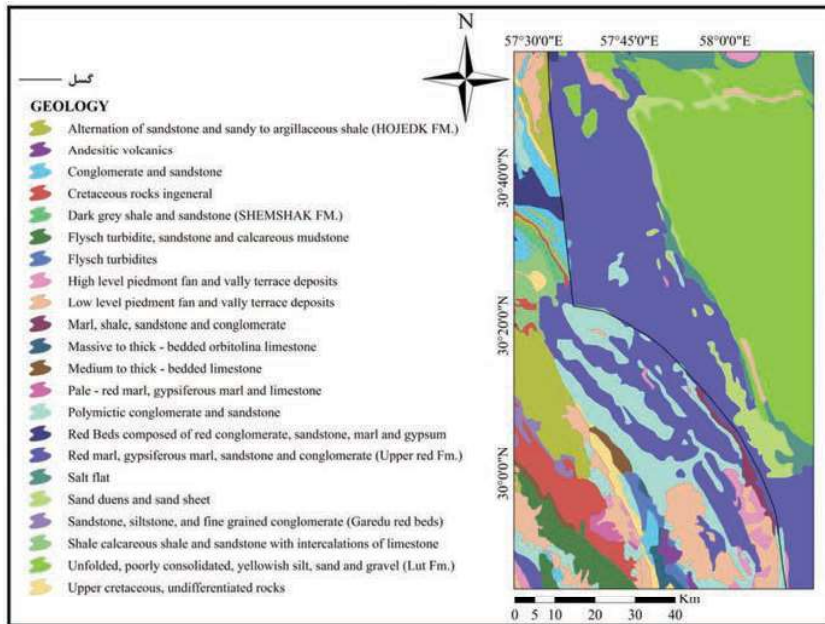 N
57°30'0"E 57°45'0"E 58°0'0"E
گسل
GEOLOGY
Alternation of sandstone and sandy to argillaceous shale (HOJEDK FM.)
Andesitic volcanics
Conglomerate and sandstone
Cretaceous rocks ingeneral
Dark grey shale and sandstone (SHEMSHAK FM.)
Flysch turbidite, sandstone and calcareous mudstone
Flysch turbidites
High level piedmont fan and vally terrace deposits
Low level piedment fan and vally terrace deposits
Marl, shale, sandstone and conglomerate
Massive to thick - bedded orbitolina limestone
Medium to thick - bedded limestone
Pale - red marl, gypsiferous marl and limestone
Polymictic conglomerate and sandstone
Red Beds composed of red conglomerate, sandstone, marl and gypsum
Red marl, gypsiferous marl, sandstone and conglomerate (Upper red Fm.)
Salt flat
Sand duens and sand sheet
Sandstone, siltstone, and fine grained conglomerate (Garedu red beds)
Shale calcareous shale and sandstone with intercalations of limestone
Unfolded, poorly consolidated, yellowish silt, sand and gravel (Lut Fm.)
Upper cretaceous, undifferentiated rocks
30°40'0"N
30°20'0"N
30°0'0"N
Km
0 5 10 20 30 40